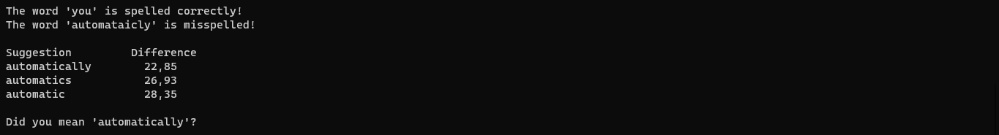 The word 'you' is spelled correctly!
The word 'automataicly' is misspelled!
Suggestion Difference
automatically 22,85
automatics 26,93
automatic 28,35
Did you mean 'automatically'?